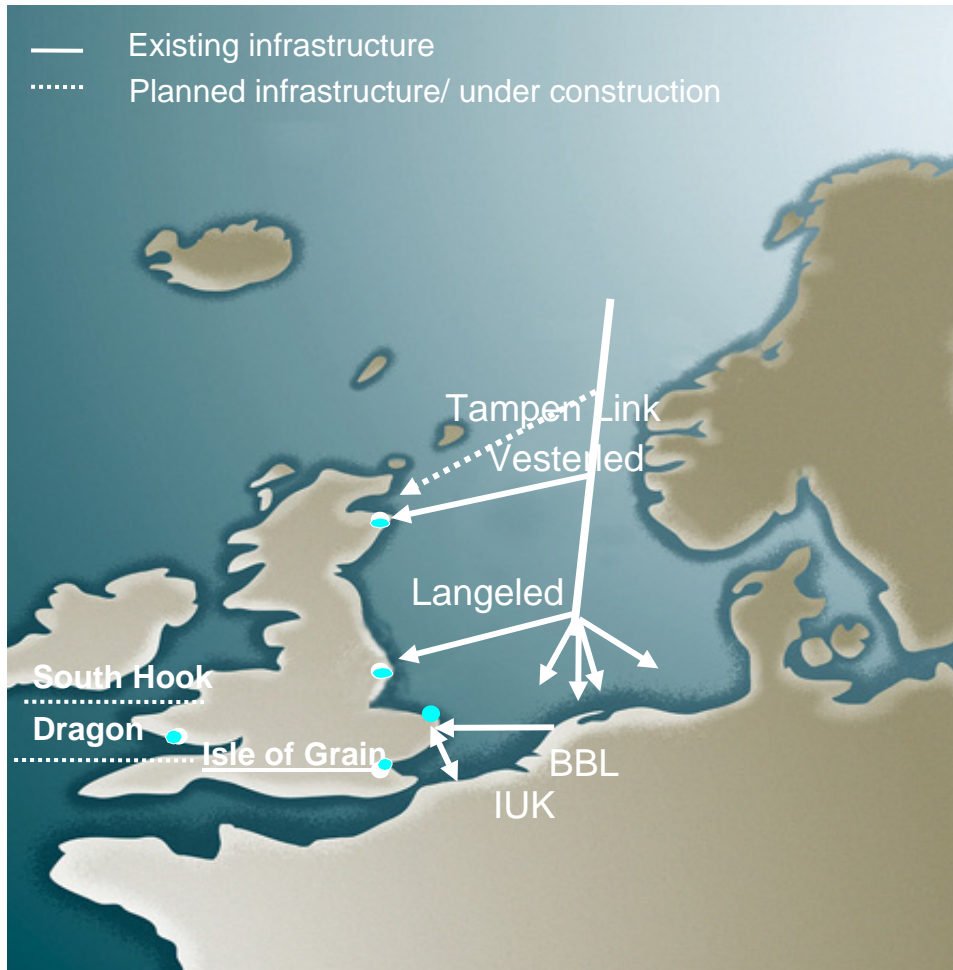 Existing infrastructure
Planned infrastructure/ under construction
Tampen Link
Vesterled
Langeled
South Hook
Dragon
Isle of Grain
BBL
IUK